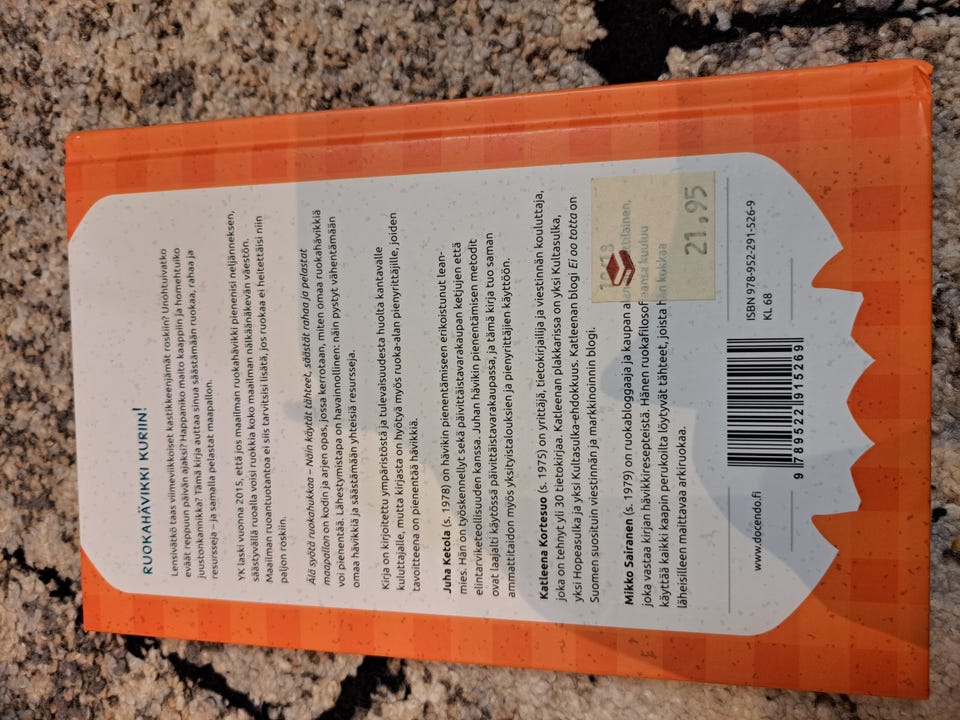 RUOKAHÄVIKKI KURIIN!
Lensivätkö taas viimeviikkoiset kastikkeenjämät roskiin? Unohtuivatko
eväät reppuun päivän ajaksi? Happaniko maito kaappiin ja homehtuiko
juustonkannikka? Tämä kirja auttaa sinua säästämään ruokaa, rahaa ja
resursseja – ja samalla pelastat maapallon.
YK laski vuonna 2015, että jos maailman ruokahävikki pienenisi neljänneksen,
säästyvällä ruoalla voisi ruokkia koko maailman nälkäänäkevän väestön.
Maailman ruoantuotantoa ei siis tarvitsisi lisätä, jos ruokaa ei heitettäisi niin
paljon roskiin.
Älä syötä ruokahukkaa – Näin käytät tähteet, säästät rahaa ja pelastat
maapallon on kodin ja arjen opas, jossa kerrotaan, miten omaa ruokahävikkiä
voi pienentää. Lähestymistapa on havainnollinen: näin pystyt vähentämään
omaa hävikkiä ja säästämään yhteisiä resursseja.
Kirja on kirjoitettu ympäristöstä ja tulevaisuudesta huolta kantavalle
kuluttajalle, mutta kirjasta on hyötyä myös ruoka-alan pienyrittäjille, joiden
tavoitteena on pienentää hävikkiä.
Juha Ketola (s. 1978) on hävikin pienentämiseen erikoistunut lean-
mies. Hän on työskennellyt sekä päivittäistavarakaupan ketjujen että
elintarviketeollisuuden kanssa. Juhan hävikin pienentämisen metodit
ovat laajalti käytössä päivittäistavarakaupassa, ja tämä kirja tuo saman
ammattitaidon myös yksityistalouksien ja pienyrittäjien käyttöön.
Katleena Kortesuo (s. 1975) on yrittäjä, tietokirjailija ja viestinnän kouluttaja,
joka on tehnyt yli 30 tietokirjaa. Katleenan plakkarissa on yksi Kultasulka,
yksi Hopeasulka ja yksi Kultasulka-ehdokkuus. Katleenan blogi Ei oo totta on
Suomen suosituin viestinnän ja markkinoinnin blogi.
Mikko Sairanen (s. 1979) on ruokabloggaaja ja kaupan
joka vastaa kirjan hävikkiresepteistä. Hänen ruokafilosofiaansa kuuluu
käyttää kaikki kaapin perukoilta löytyvät tähteet, joista hän kukkaa
läheisilleen maittavaa arkiruokaa.
21,95
www.docendo.fi
9 789522 915269
ISBN 978-952-291-526-9
KL 68